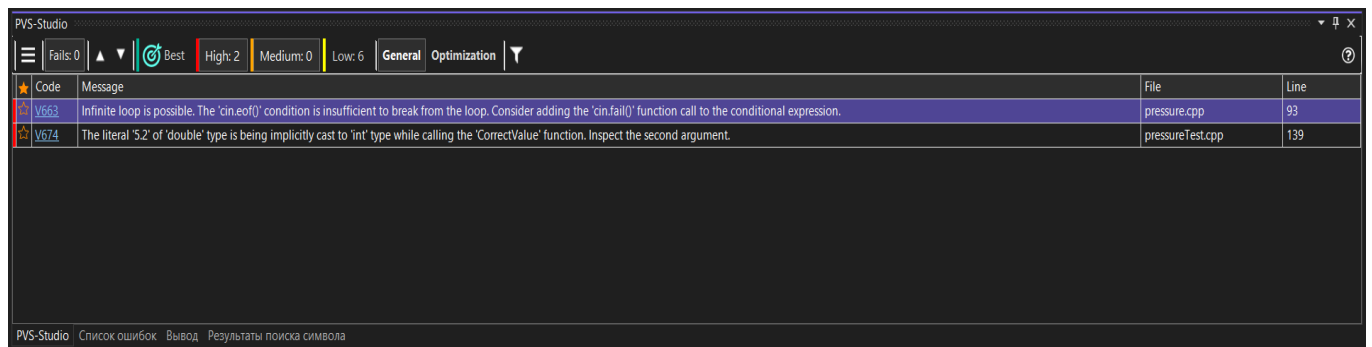 PVS-Studio
Fails: 0 Best High: 2 Medium: 0 Low: 6 General Optimization
Code Message File Line
V663 Infinite loop is possible. The 'cin.eof()' condition is insufficient to break from the loop. Consider adding the 'cin.fail()' function call to the conditional expression. pressure.cpp 93
V674 The literal '5.2' of 'double' type is being implicitly cast to 'int' type while calling the 'CorrectValue' function. Inspect the second argument. pressureTest.cpp 139
PVS-Studio Список ошибок Вывод Результаты поиска символа